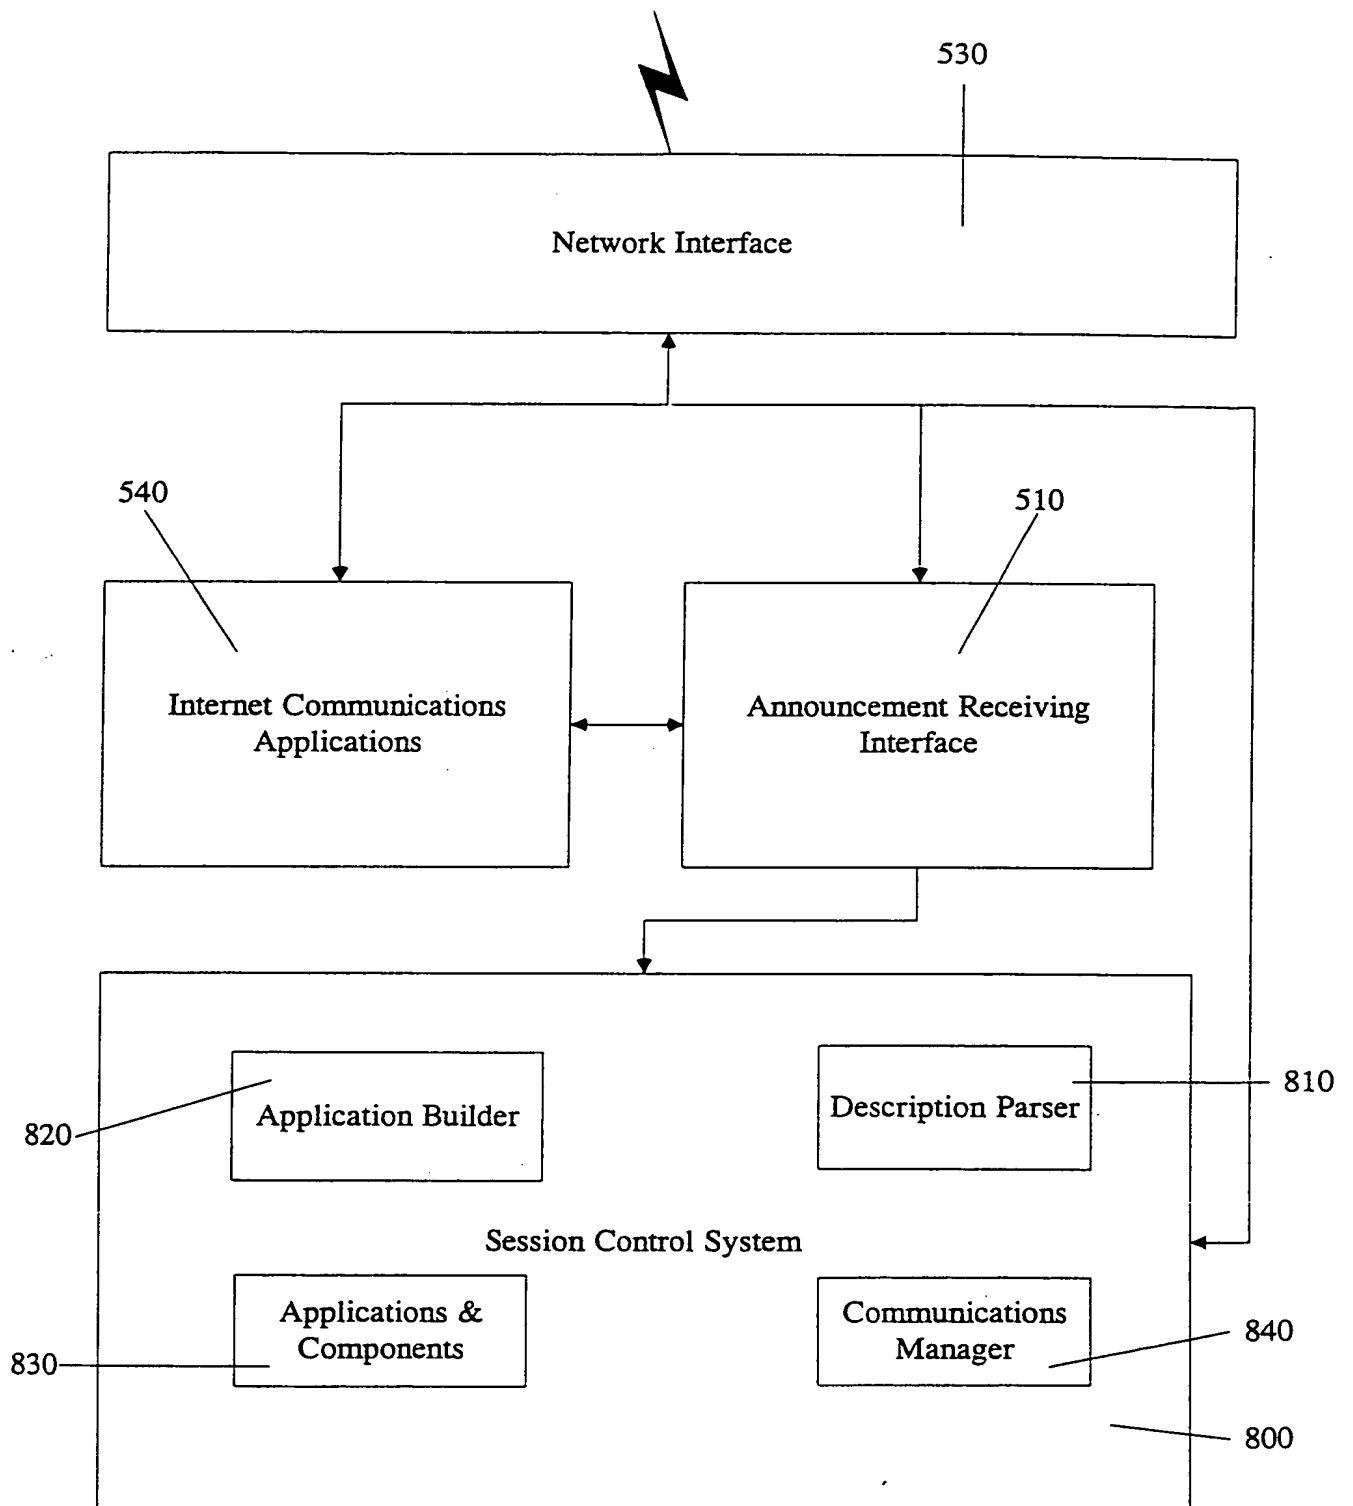 530
Network Interface
540
510
Internet Communications
Applications
Announcement Receiving
Interface
Application Builder
820
Description Parser
810
Session Control System
Applications &
Components
830
Communications
Manager
840
800